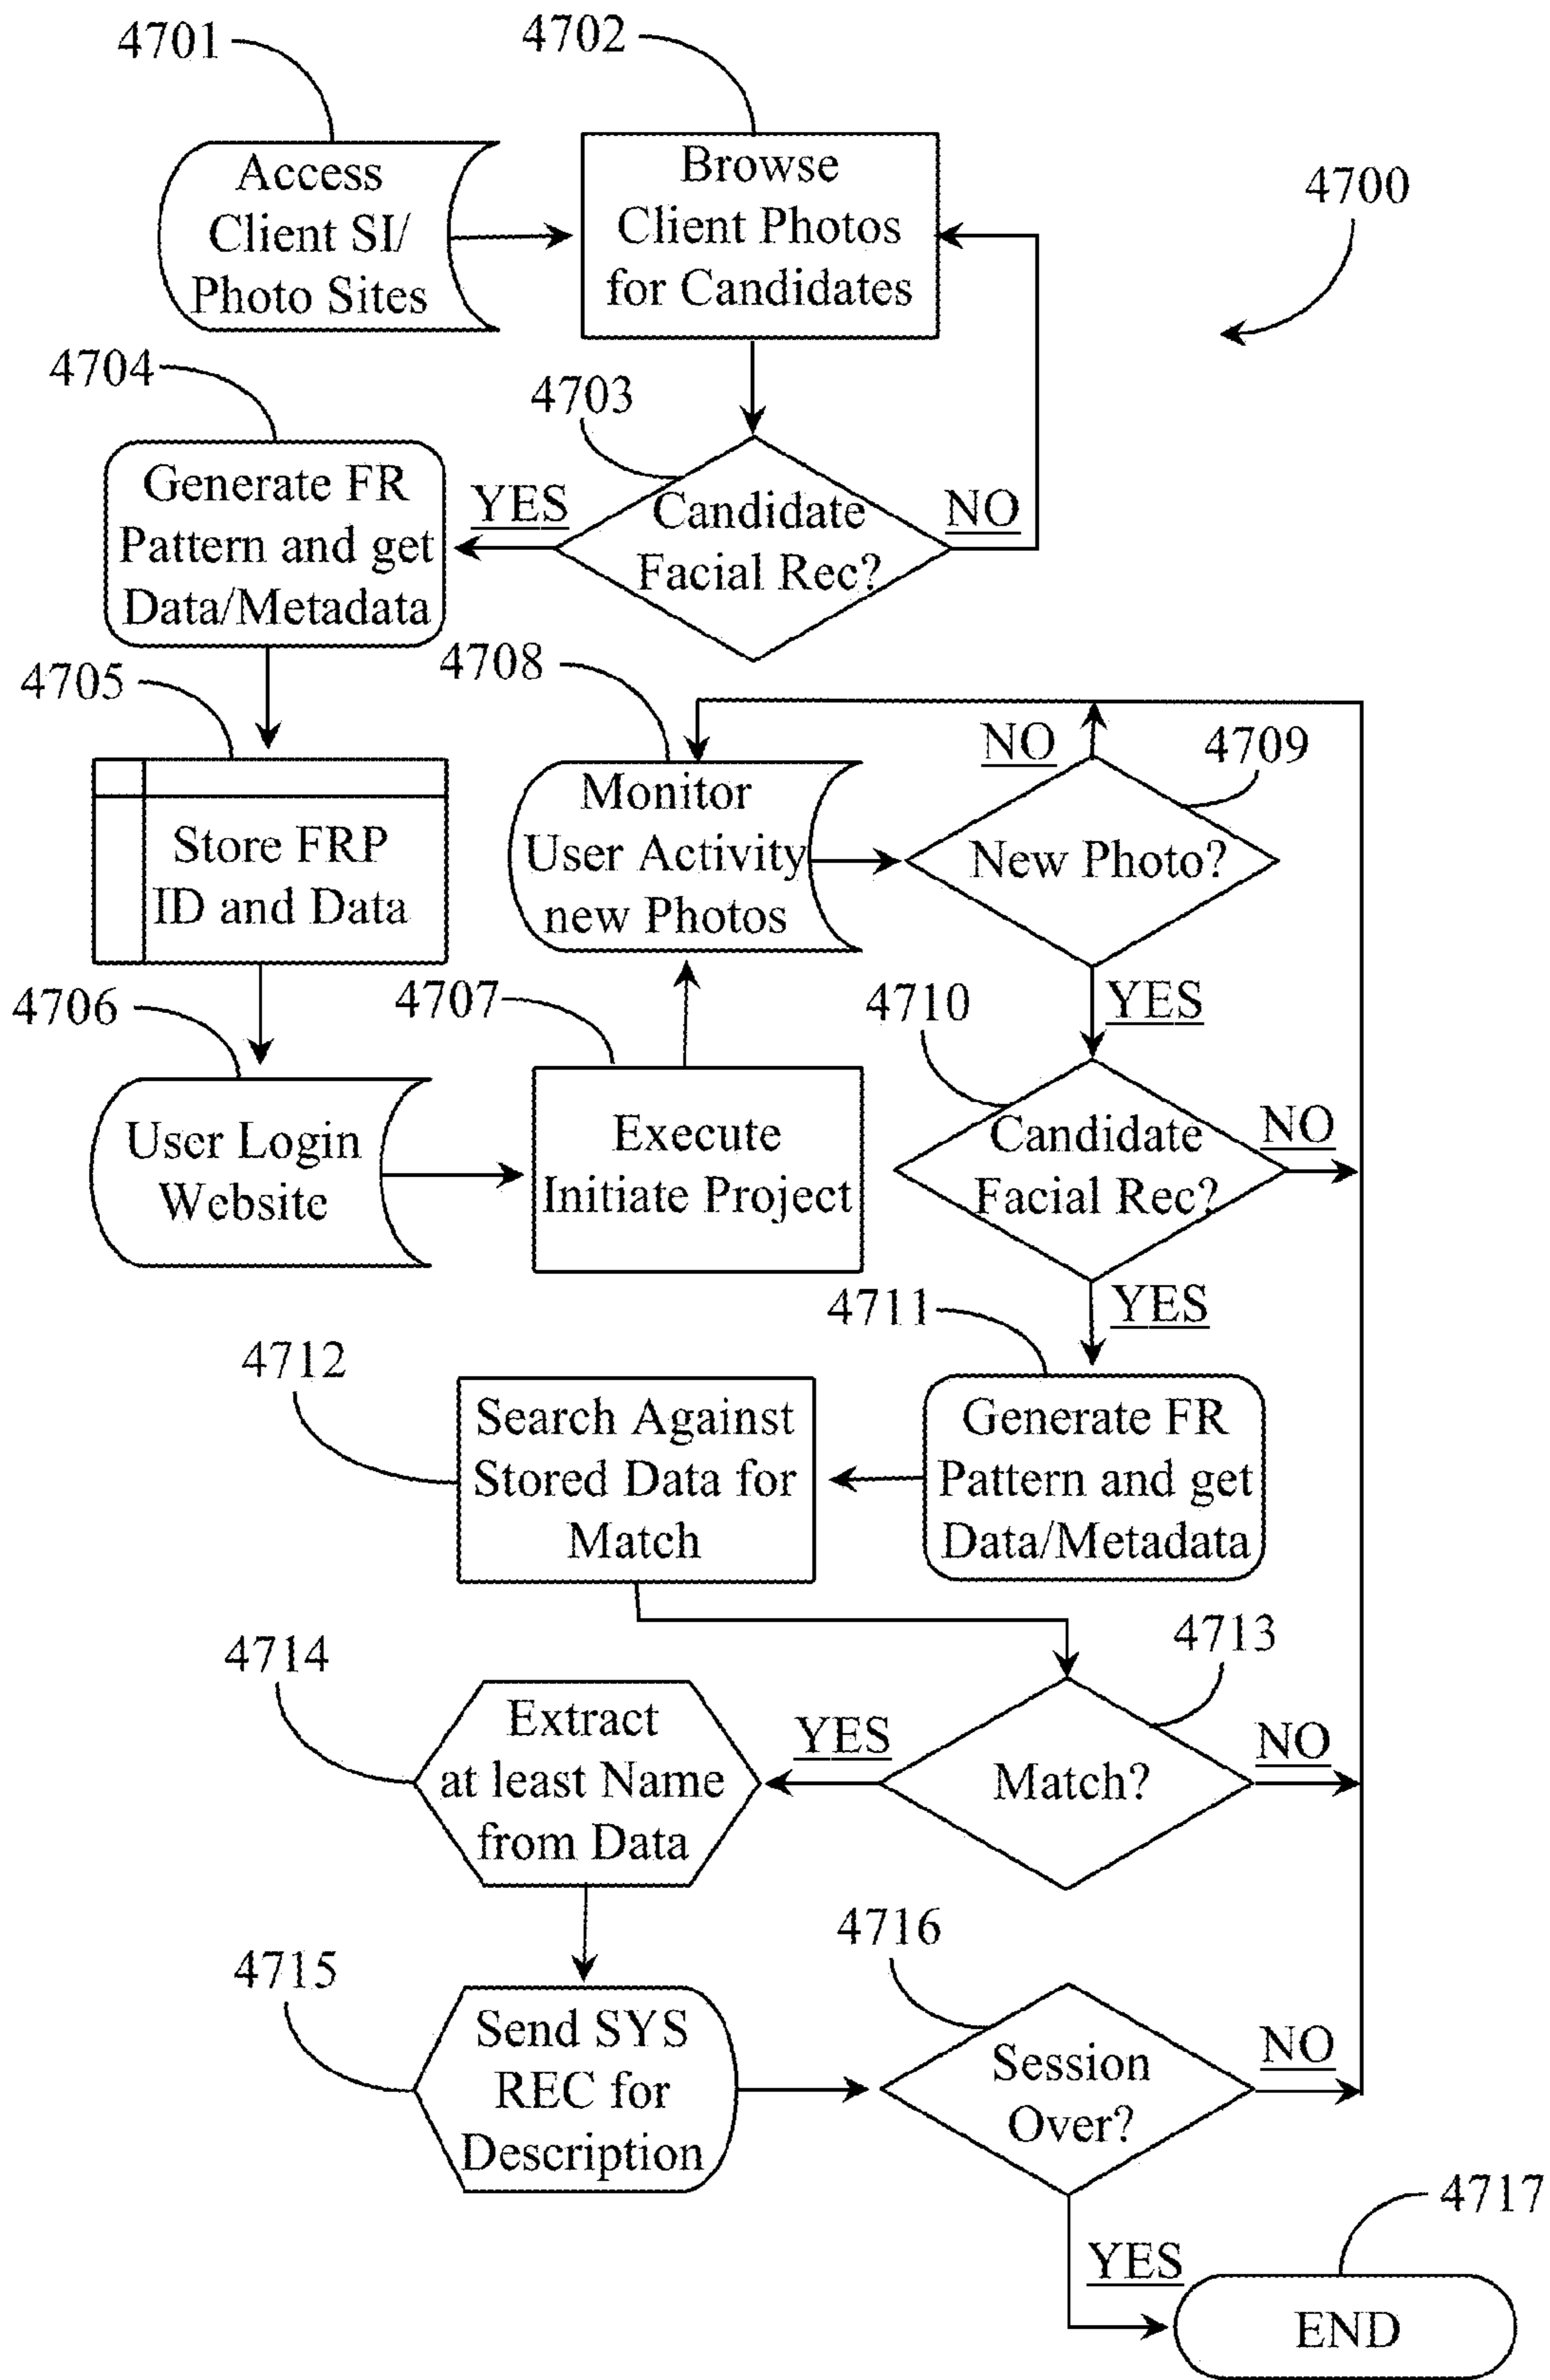 4701
4702
Access
Client SI/
Photo Sites
Browse
Client Photos
for Candidates
4700
4704
4703
Generate FR
Pattern and get
Data/Metadata
YES
Candidate
Facial Rec?
NO
4705
4708
Store FRP
ID and Data
Monitor
User Activity
new Photos
NO
4709
New Photo?
YES
4706
4707
4710
User Login
Website
Execute
Initiate Project
Candidate
Facial Rec?
NO
YES
4711
4712
Search Against
Stored Data for
Match
Generate FR
Pattern and get
Data/Metadata
4714
4713
Extract
at least Name
from Data
YES
Match?
NO
4715
4716
Send SYS
REC for
Description
Session
Over?
NO
YES
4717
END